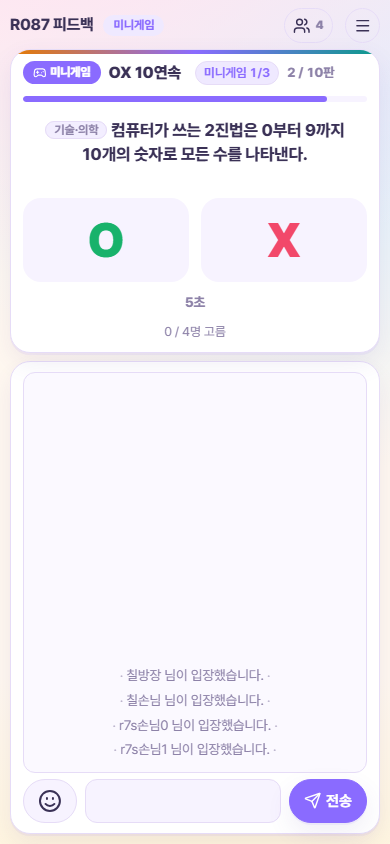 R087 피드백 미니게임 4
미니게임 OX 10연속 미니게임 1/3 2 / 10판
기술·의학 컴퓨터가 쓰는 2진법은 0부터 9까지
10개의 숫자로 모든 수를 나타낸다.
O X
5초
0 / 4명 고름
· 칠방장 님이 입장했습니다. ·
· 칠손님 님이 입장했습니다. ·
· r7s손님0 님이 입장했습니다. ·
· r7s손님1 님이 입장했습니다. ·
전송